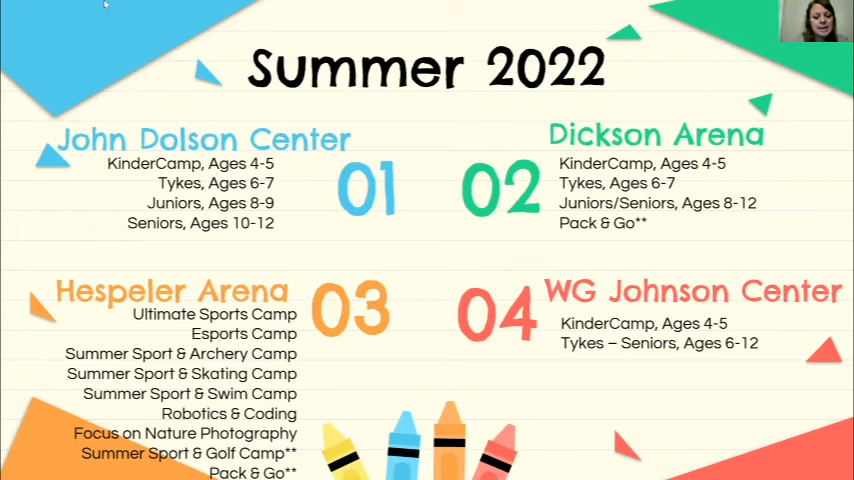 Summer 2022
John Dolson Center
KinderCamp, Ages 4-5
Tykes, Ages 6-7
Juniors, Ages 8-9
Seniors, Ages 10-12
01
02
Dickson Arena
KinderCamp, Ages 4-5
Tykes, Ages 6-7
Juniors/Seniors, Ages 8-12
Pack & Go**
Hespeler Arena
Ultimate Sports Camp
Esports Camp
Summer Sport & Archery Camp
Summer Sport & Skating Camp
Summer Sport & Swim Camp
Robotics & Coding
Focus on Nature Photography
Summer Sport & Golf Camp**
Pack & Go**
03
04
WG Johnson Center
KinderCamp, Ages 4-5
Tykes – Seniors, Ages 6-12